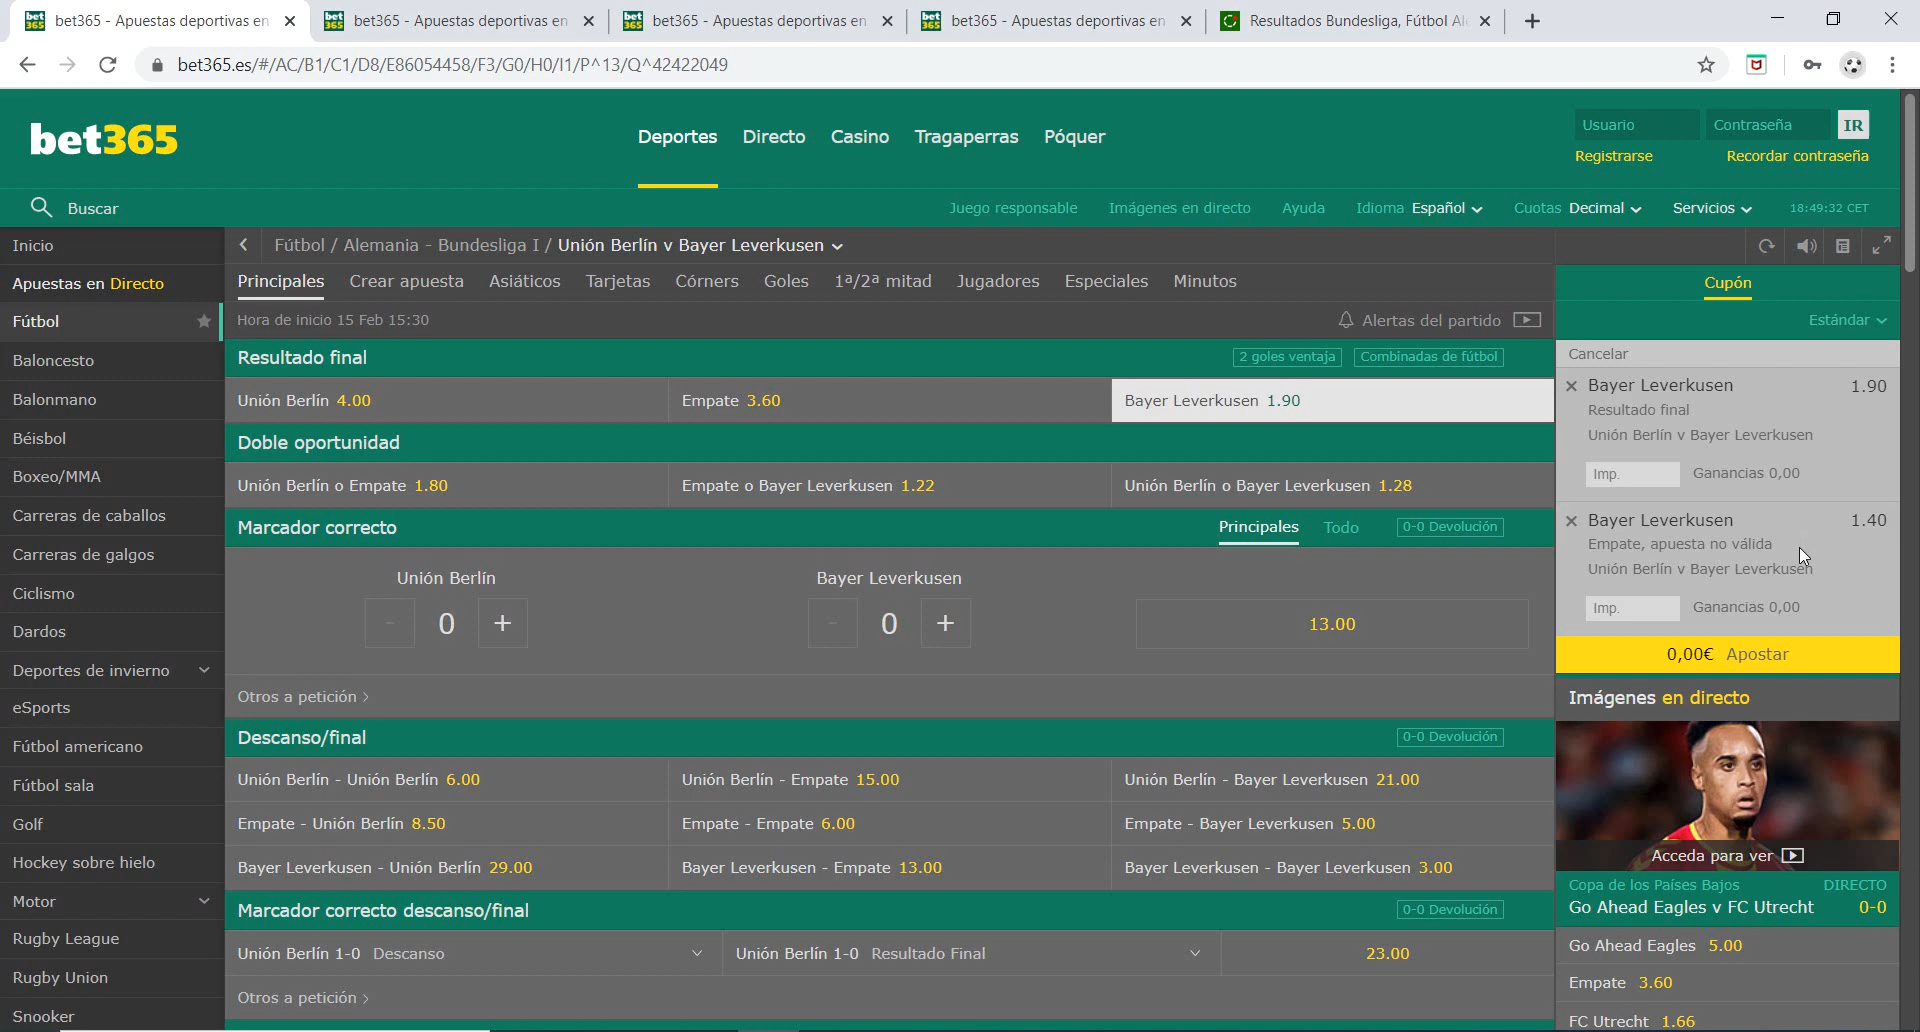 bet365 - Apuestas deportivas en
bet365 - Apuestas deportivas en
bet365 - Apuestas deportivas en
bet365 - Apuestas deportivas en
Resultados Bundesliga, Fútbol Al
bet365.es/#/AC/B1/C1/D8/E86054458/F3/G0/H0/I1/P^13/Q^42422049
bet365
Deportes Directo Casino Tragaperras Póquer
Usuario Contraseña IR
Registrarse Recordar contraseña
Buscar
Juego responsable Imágenes en directo Ayuda Idioma Español Cuotas Decimal Servicios 18:49:32 CET
Inicio
Apuestas en Directo
Fútbol
Baloncesto
Balonmano
Béisbol
Boxeo/MMA
Carreras de caballos
Carreras de galgos
Ciclismo
Dardos
Deportes de invierno
eSports
Fútbol americano
Fútbol sala
Golf
Hockey sobre hielo
Motor
Rugby League
Rugby Union
Snooker
Fútbol / Alemania - Bundesliga I / Unión Berlín v Bayer Leverkusen
Principales Crear apuesta Asiáticos Tarjetas Córners Goles 1ª/2ª mitad Jugadores Especiales Minutos
Hora de inicio 15 Feb 15:30 Alertas del partido
Resultado final 2 goles ventaja Combinadas de fútbol
Unión Berlín 4.00 Empate 3.60 Bayer Leverkusen 1.90
Doble oportunidad
Unión Berlín o Empate 1.80 Empate o Bayer Leverkusen 1.22 Unión Berlín o Bayer Leverkusen 1.28
Marcador correcto Principales Todo 0-0 Devolución
Unión Berlín Bayer Leverkusen
- 0 + - 0 + 13.00
Otros a petición >
Descanso/final 0-0 Devolución
Unión Berlín - Unión Berlín 6.00 Unión Berlín - Empate 15.00 Unión Berlín - Bayer Leverkusen 21.00
Empate - Unión Berlín 8.50 Empate - Empate 6.00 Empate - Bayer Leverkusen 5.00
Bayer Leverkusen - Unión Berlín 29.00 Bayer Leverkusen - Empate 13.00 Bayer Leverkusen - Bayer Leverkusen 3.00
Marcador correcto descanso/final 0-0 Devolución
Unión Berlín 1-0 Descanso Unión Berlín 1-0 Resultado Final 23.00
Otros a petición >
Cupón
Estándar
Cancelar
Bayer Leverkusen 1.90
Resultado final
Unión Berlín v Bayer Leverkusen
Imp. Ganancias 0,00
Bayer Leverkusen 1.40
Empate, apuesta no válida
Unión Berlín v Bayer Leverkusen
Imp. Ganancias 0,00
0,00€ Apostar
Imágenes en directo
Acceda para ver
Copa de los Países Bajos DIRECTO
Go Ahead Eagles v FC Utrecht 0-0
Go Ahead Eagles 5.00
Empate 3.60
FC Utrecht 1.66